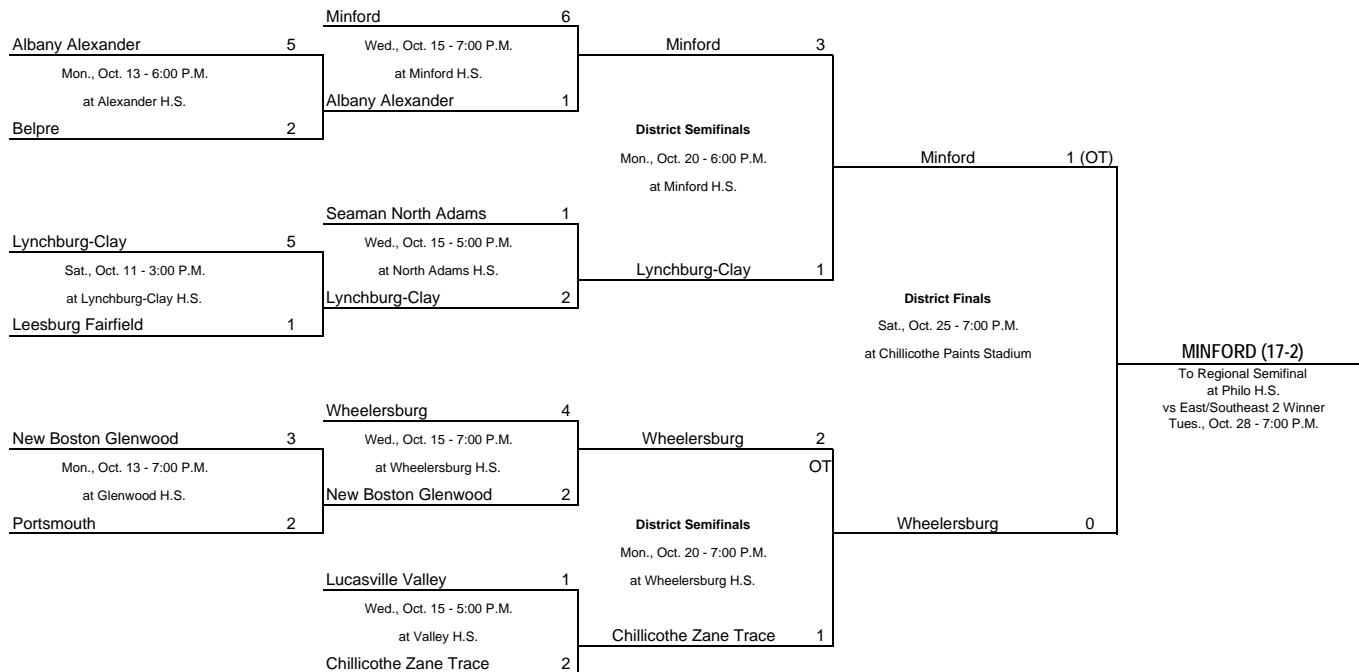 Albany Alexander 5
Mon., Oct. 13 - 6:00 P.M.
at Alexander H.S.
Belpre 2
Lynchburg-Clay 5
Sat., Oct. 11 - 3:00 P.M.
at Lynchburg-Clay H.S.
Leesburg Fairfield 1
New Boston Glenwood 3
Mon., Oct. 13 - 7:00 P.M.
at Glenwood H.S.
Portsmouth 2
Minford 6
Wed., Oct. 15 - 7:00 P.M.
at Minford H.S.
Albany Alexander 1
Seaman North Adams 1
Wed., Oct. 15 - 5:00 P.M.
at North Adams H.S.
Lynchburg-Clay 2
Wheelersburg 4
Wed., Oct. 15 - 7:00 P.M.
at Wheelersburg H.S.
New Boston Glenwood 2
Lucasville Valley 1
Wed., Oct. 15 - 5:00 P.M.
at Valley H.S.
Chillicothe Zane Trace 2
Minford 3
District Semifinals
Mon., Oct. 20 - 6:00 P.M.
at Minford H.S.
Lynchburg-Clay 1
Wheelersburg 2
OT
District Semifinals
Mon., Oct. 20 - 7:00 P.M.
at Wheelersburg H.S.
Chillicothe Zane Trace 1
Minford 1 (OT)
District Finals
Sat., Oct. 25 - 7:00 P.M.
at Chillicothe Paints Stadium
Wheelersburg 0
MINFORD (17-2)
To Regional Semifinal
at Philo H.S.
vs East/Southeast 2 Winner
Tues., Oct. 28 - 7:00 P.M.